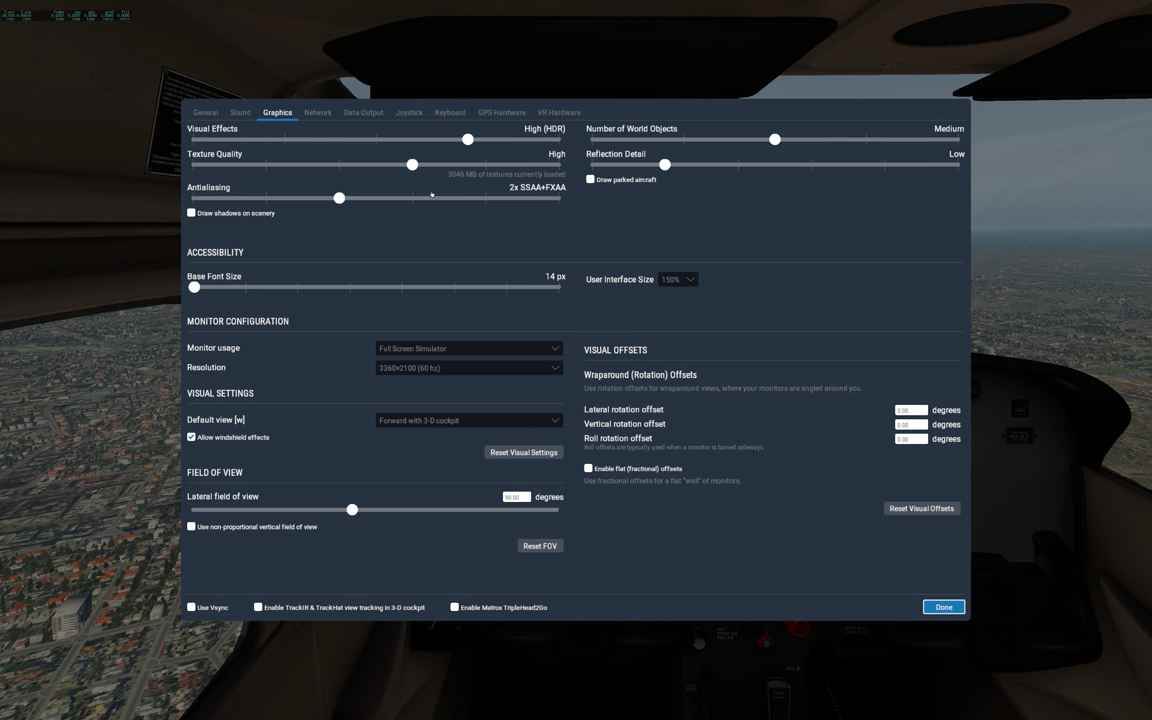 General Sound Graphics Network Data Output Joystick Keyboard GPS Hardware VR Hardware
Visual Effects High (HDR)
Texture Quality High
3046 MB of textures currently loaded
Antialiasing 2x SSAA+FXAA
Draw shadows on scenery
Number of World Objects Medium
Reflection Detail Low
Draw parked aircraft
ACCESSIBILITY
Base Font Size 14 px
User Interface Size 150%
MONITOR CONFIGURATION
Monitor usage Full Screen Simulator
Resolution 3360×2100 (60 hz)
VISUAL SETTINGS
Default view [w] Forward with 3-D cockpit
Allow windshield effects
Reset Visual Settings
FIELD OF VIEW
Lateral field of view 90.00 degrees
Use non-proportional vertical field of view
Reset FOV
VISUAL OFFSETS
Wraparound (Rotation) Offsets
Use rotation offsets for wraparound views, where your monitors are angled around you.
Lateral rotation offset 0.00 degrees
Vertical rotation offset 0.00 degrees
Roll rotation offset 0.00 degrees
Roll offsets are typically used when a monitor is turned sideways.
Enable flat (fractional) offsets
Use fractional offsets for a flat "wall" of monitors.
Reset Visual Offsets
Use Vsync Enable TrackIR & TrackHat view tracking in 3-D cockpit Enable Matrox TripleHead2Go
Done